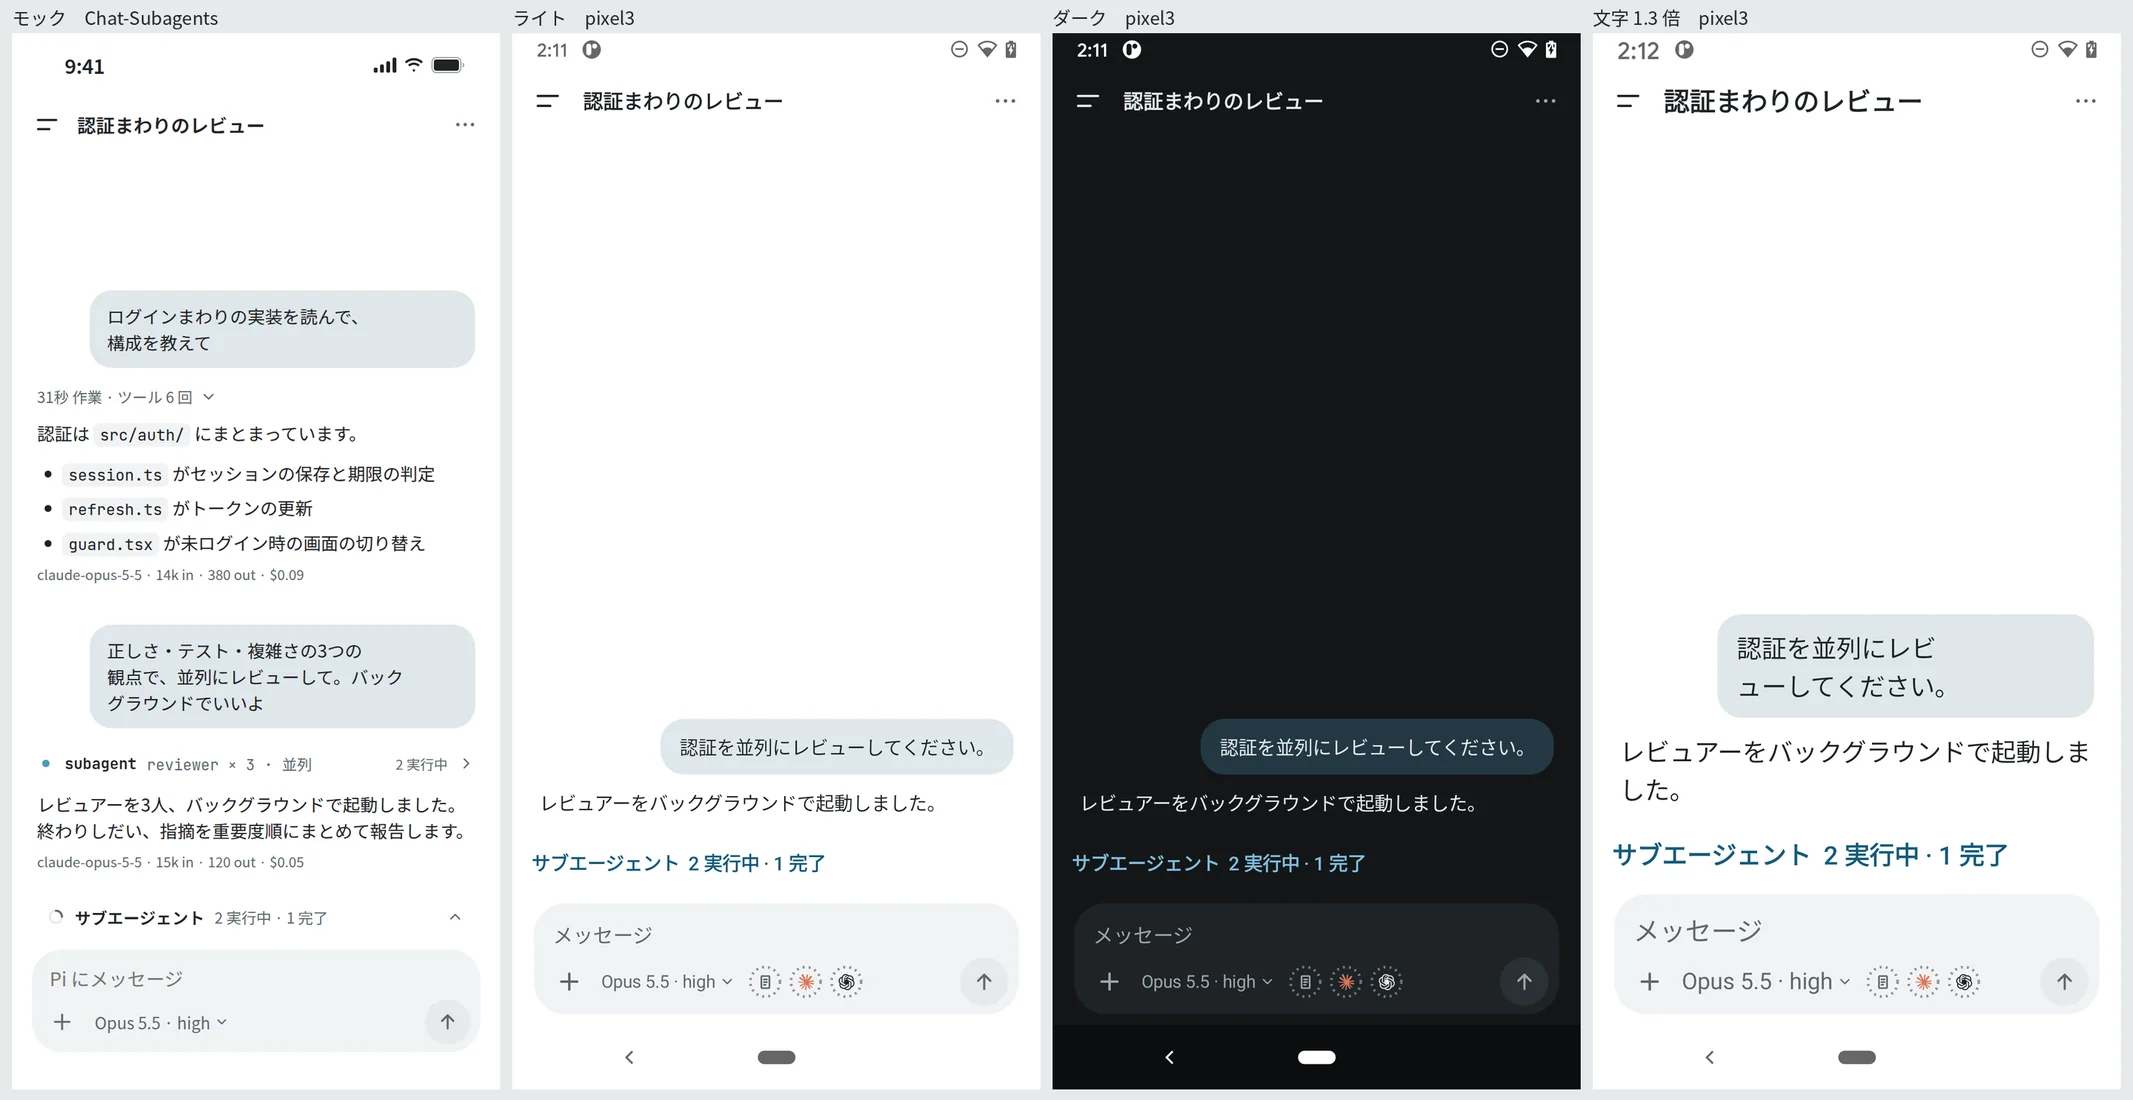 モック Chat-Subagents
9:41
認証まわりのレビュー
ログインまわりの実装を読んで、
構成を教えて
31秒 作業 · ツール 6 回
認証は src/auth/ にまとまっています。
• session.ts がセッションの保存と期限の判定
• refresh.ts がトークンの更新
• guard.tsx が未ログイン時の画面の切り替え
claude-opus-5-5 · 14k in · 380 out · $0.09
正しさ・テスト・複雑さの3つの
観点で、並列にレビューして。バック
グラウンドでいいよ
subagent reviewer × 3 · 並列 2 実行中
レビュアーを3人、バックグラウンドで起動しました。
終わりしだい、指摘を重要度順にまとめて報告します。
claude-opus-5-5 · 15k in · 120 out · $0.05
サブエージェント 2 実行中 · 1 完了
Pi にメッセージ
Opus 5.5 · high
ライト pixel3
2:11
認証まわりのレビュー
認証を並列にレビューしてください。
レビュアーをバックグラウンドで起動しました。
サブエージェント 2 実行中 · 1 完了
メッセージ
Opus 5.5 · high
ダーク pixel3
2:11
認証まわりのレビュー
認証を並列にレビューしてください。
レビュアーをバックグラウンドで起動しました。
サブエージェント 2 実行中 · 1 完了
メッセージ
Opus 5.5 · high
文字 1.3 倍 pixel3
2:12
認証まわりのレビュー
認証を並列にレビ
ューしてください。
レビュアーをバックグラウンドで起動しま
した。
サブエージェント 2 実行中 · 1 完了
メッセージ
Opus 5.5 · high